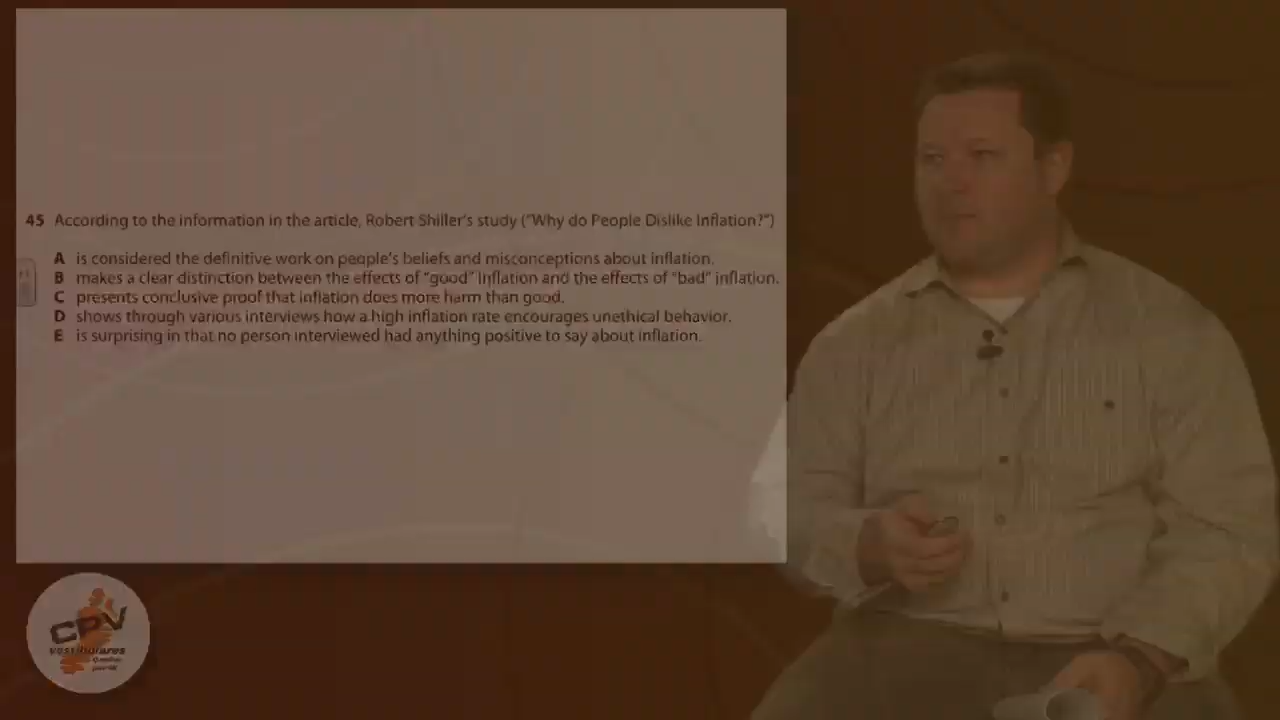 45 According to the information in the article, Robert Shiller's study ("Why do People Dislike Inflation?")
A is considered the definitive work on people's beliefs and misconceptions about inflation.
B makes a clear distinction between the effects of "good" inflation and the effects of "bad" inflation.
C presents conclusive proof that inflation does more harm than good.
D shows through various interviews how a high inflation rate encourages unethical behavior.
E is surprising in that no person interviewed had anything positive to say about inflation.
CPV
vestibulares